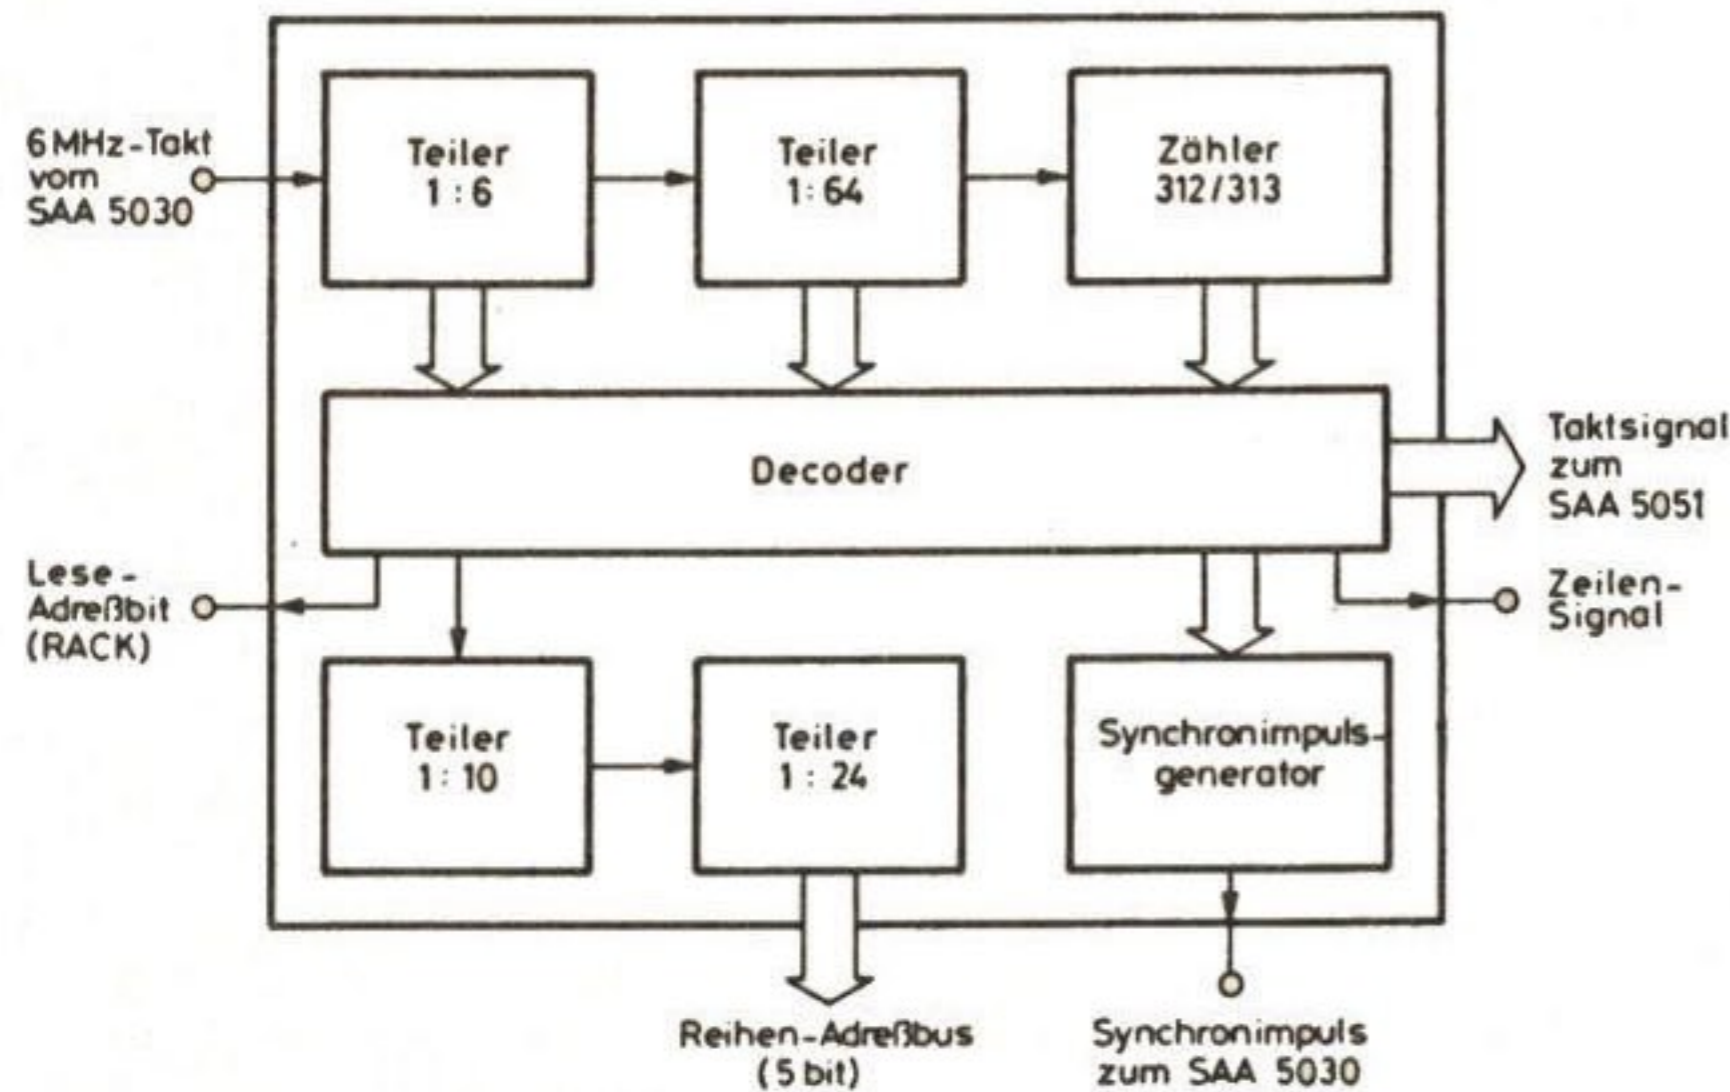 6 MHz-Takt
vom
SAA 5030
Teiler
1 : 6
Teiler
1 : 64
Zähler
312/313
Decoder
Taktsignal
zum
SAA 5051
Lese-
Adreßbit
(RACK)
Zeilen-
Signal
Teiler
1 : 10
Teiler
1 : 24
Synchronimpuls-
generator
Reihen-Adreßbus
(5 bit)
Synchronimpuls
zum SAA 5030